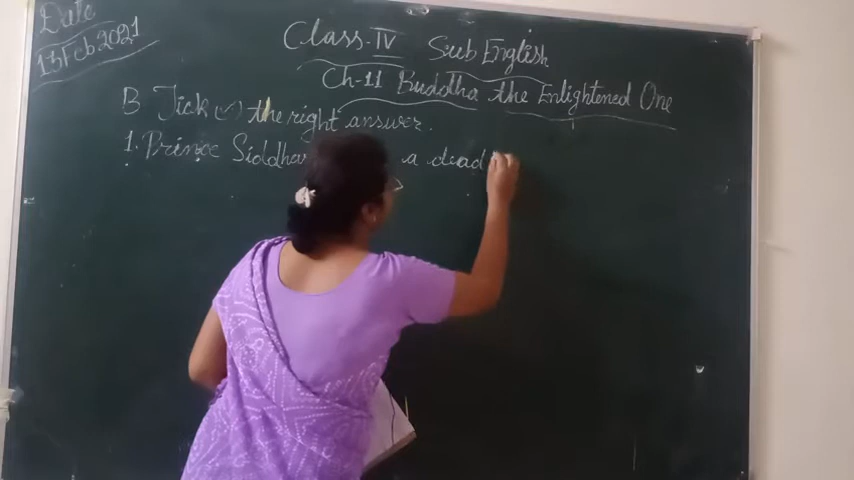 Date
13 Feb 2021
Class-IV Sub English
Ch-11 Buddha the Enlightened One
B Tick (✓) the right answer.
1. Prince a dead